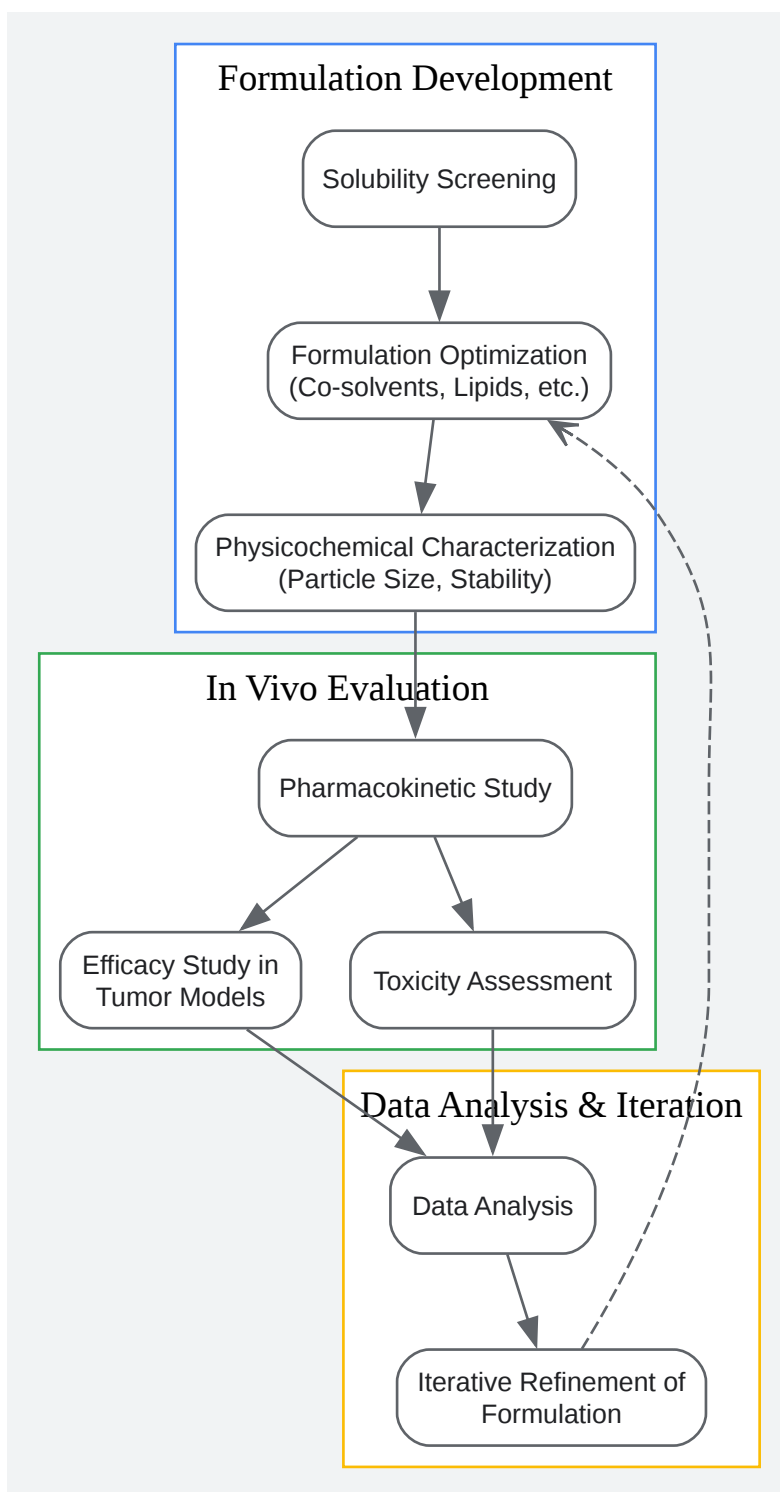 Formulation Development
Solubility Screening
Formulation Optimization
(Co-solvents, Lipids, etc.)
Physicochemical Characterization
(Particle Size, Stability)
In Vivo Evaluation
Pharmacokinetic Study
Efficacy Study in
Tumor Models
Toxicity Assessment
Data Analysis & Iteration
Data Analysis
Iterative Refinement of
Formulation